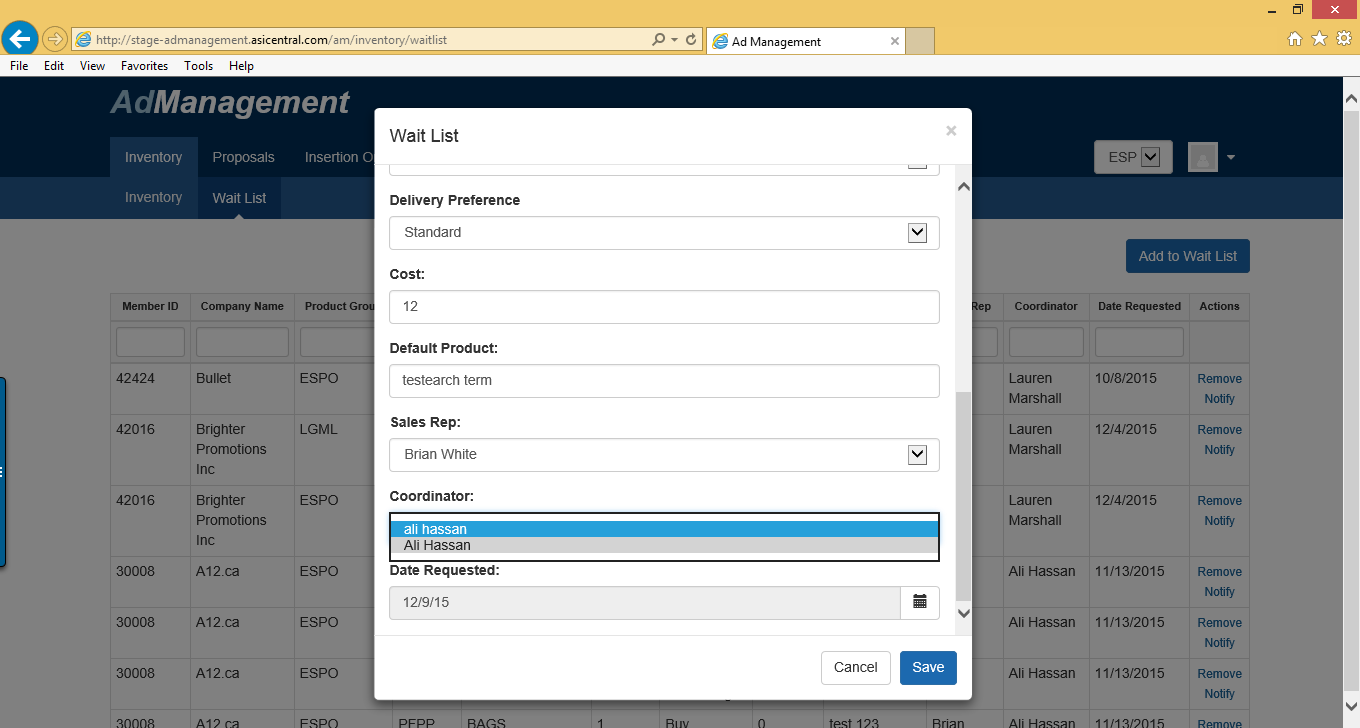 http://stage-admanagement.asicentral.com/am/inventory/waitlist
Ad Management
File Edit View Favorites Tools Help
AdManagement
Inventory Proposals Insertion O
ESP
Inventory Wait List
Add to Wait List
Wait List
×
Delivery Preference
Standard
Cost:
12
Default Product:
testearch term
Sales Rep:
Brian White
Coordinator:
ali hassan
Ali Hassan
Date Requested:
12/9/15
Cancel Save
Member ID Company Name Product Grou Rep Coordinator Date Requested Actions
42424 Bullet ESPO Lauren Marshall 10/8/2015 Remove Notify
42016 Brighter Promotions Inc LGML Lauren Marshall 12/4/2015 Remove Notify
42016 Brighter Promotions Inc ESPO Lauren Marshall 12/4/2015 Remove Notify
30008 A12.ca ESPO Ali Hassan 11/13/2015 Remove Notify
30008 A12.ca ESPO Ali Hassan 11/13/2015 Remove Notify
30008 A12.ca ESPO Ali Hassan 11/13/2015 Remove Notify
30008 A12.ca ESPO PEPP BAGS 1 Buy 0 test 123 Brian Ali Hassan 11/13/2015 Remove